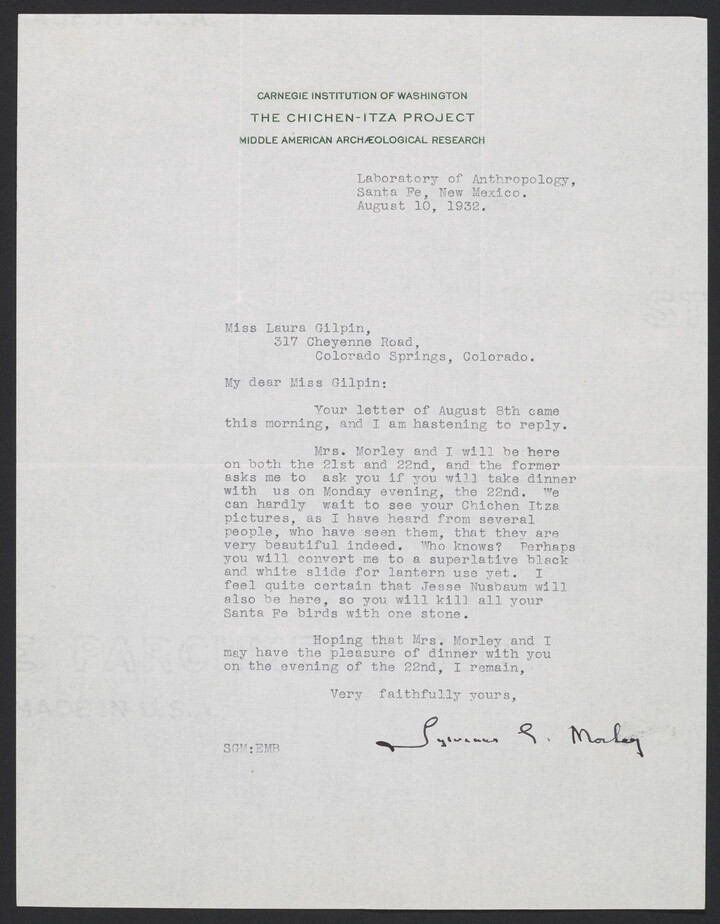 CARNEGIE INSTITUTION OF WASHINGTON
THE CHICHEN-ITZA PROJECT
MIDDLE AMERICAN ARCHÆOLOGICAL RESEARCH
Laboratory of Anthropology,
Santa Fe, New Mexico.
August 10, 1932.
Miss Laura Gilpin,
317 Cheyenne Road,
Colorado Springs, Colorado.
My dear Miss Gilpin:
Your letter of August 8th came
this morning, and I am hastening to reply.
Mrs. Morley and I will be here
on both the 21st and 22nd, and the former
asks me to ask you if you will take dinner
with us on Monday evening, the 22nd. We
can hardly wait to see your Chichen Itza
pictures, as I have heard from several
people, who have seen them, that they are
very beautiful indeed. Who knows? Perhaps
you will convert me to a superlative black
and white slide for lantern use yet. I
feel quite certain that Jesse Nusbaum will
also be here, so you will kill all your
Santa Fe birds with one stone.
Hoping that Mrs. Morley and I
may have the pleasure of dinner with you
on the evening of the 22nd, I remain,
Very faithfully yours,
Sylvanus G. Morley
SGM:EMB
MADE IN U.S.A.